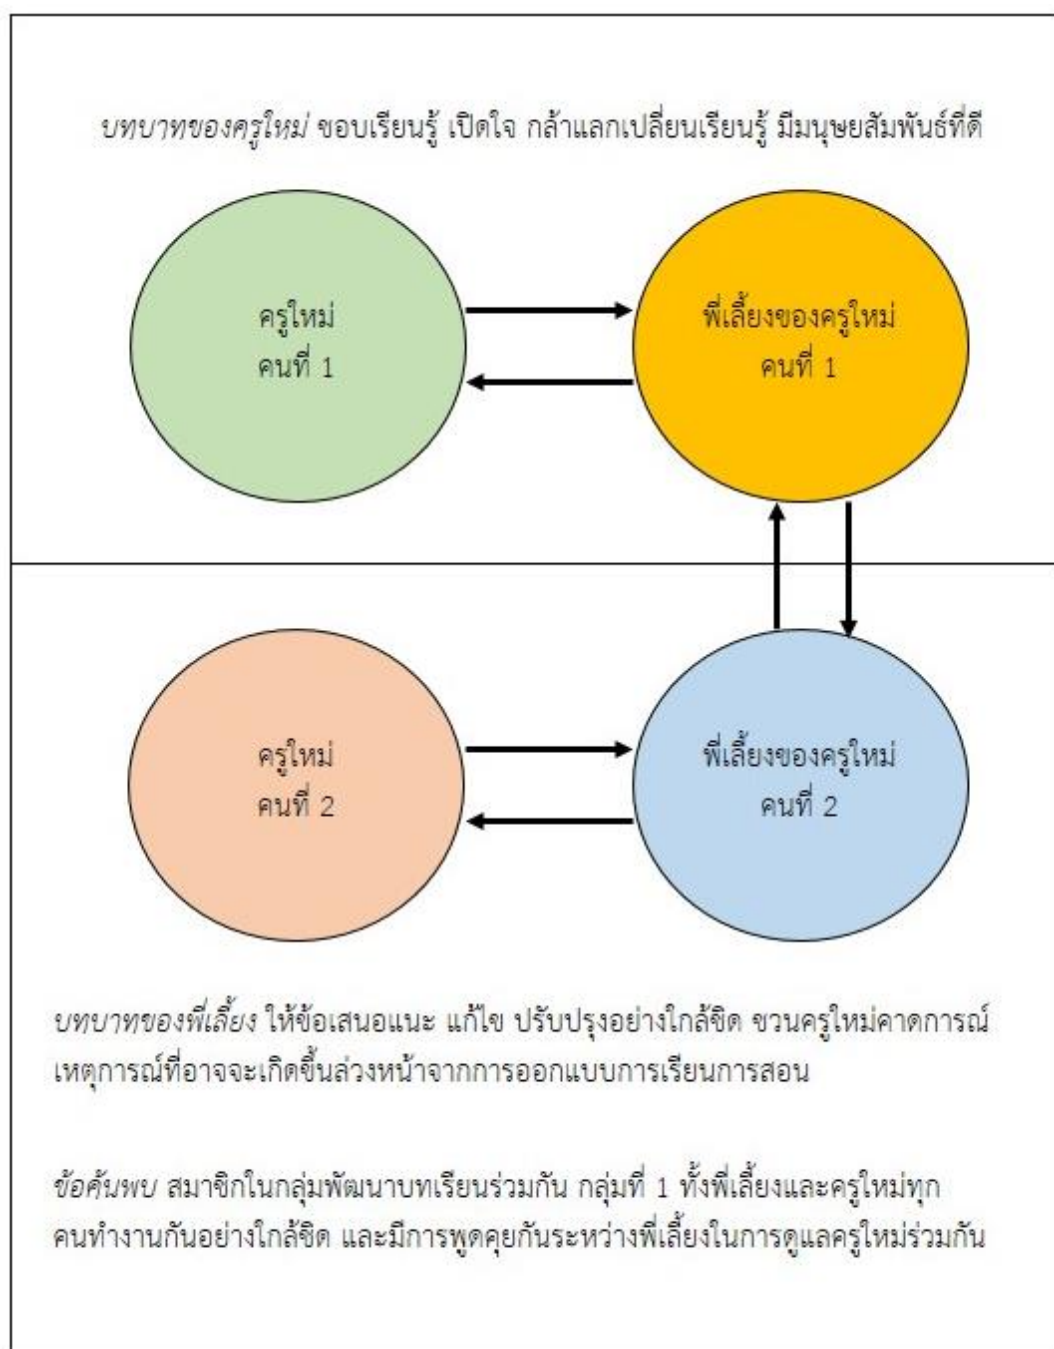 บทบาทของครูใหม่ ชอบเรียนรู้ เปิดใจ กล้าแลกเปลี่ยนเรียนรู้ มีมนุษยสัมพันธ์ที่ดี
ครูใหม่
คนที่ 1
พี่เลี้ยงของครูใหม่
คนที่ 1
ครูใหม่
คนที่ 2
พี่เลี้ยงของครูใหม่
คนที่ 2
บทบาทของพี่เลี้ยง ให้ข้อเสนอแนะ แก้ไข ปรับปรุงอย่างใกล้ชิด ชวนครูใหม่คาดการณ์
เหตุการณ์ที่อาจจะเกิดขึ้นล่วงหน้าจากการออกแบบการเรียนการสอน
ข้อค้นพบ สมาชิกในกลุ่มพัฒนาบทเรียนร่วมกัน กลุ่มที่ 1 ทั้งพี่เลี้ยงและครูใหม่ทุก
คนทำงานกันอย่างใกล้ชิด และมีการพูดคุยกันระหว่างพี่เลี้ยงในการดูแลครูใหม่ร่วมกัน